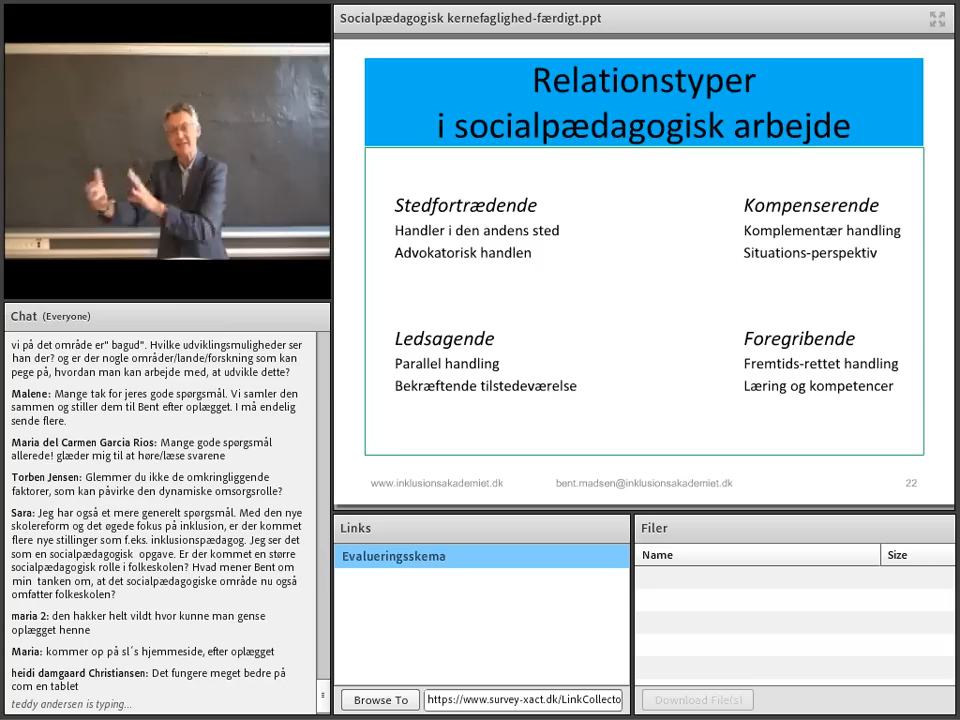 Socialpædagogisk kernefaglighed-færdigt.ppt
Relationstyper
i socialpædagogisk arbejde
Stedfortrædende
Handler i den andens sted
Advokatorisk handlen
Kompenserende
Komplementær handling
Situations-perspektiv
Ledsagende
Parallel handling
Bekræftende tilstedeværelse
Foregribende
Fremtids-rettet handling
Læring og kompetencer
www.inklusionsakademiet.dk
bent.madsen@inklusionsakademiet.dk
22
Chat (Everyone)
vi på det område er" bagud". Hvilke udviklingsmuligheder ser
han der? og er der nogle områder/lande/forskning som kan
pege på, hvordan man kan arbejde med, at udvikle dette?
Malene: Mange tak for jeres gode spørgsmål. Vi samler den
sammen og stiller dem til Bent efter oplægget. I må endelig
sende flere.
Maria del Carmen Garcia Rios: Mange gode spørgsmål
allerede! glæder mig til at høre/læse svarene
Torben Jensen: Glemmer du ikke de omkringliggende
faktorer, som kan påvirke den dynamiske omsorgsrolle?
Sara: Jeg har også et mere generelt spørgsmål. Med den nye
skolereform og det øgede fokus på inklusion, er der kommet
flere nye stillinger som f.eks. inklusionspædagog. Jeg ser det
som en socialpædagogisk opgave. Er der kommet en større
socialpædagogisk rolle i folkeskolen? Hvad mener Bent om
min tanken om, at det socialpædagogiske område nu også
omfatter folkeskolen?
maria 2: den hakker helt vildt hvor kunne man gense
oplægget henne
Maria: kommer op på sl´s hjemmeside, efter oplægget
heidi damgaard Christiansen: Det fungere meget bedre på
com en tablet
teddy andersen is typing...
Links
Evalueringsskema
Browse To
https://www.survey-xact.dk/LinkCollecto
Filer
Name
Size
Download File(s)